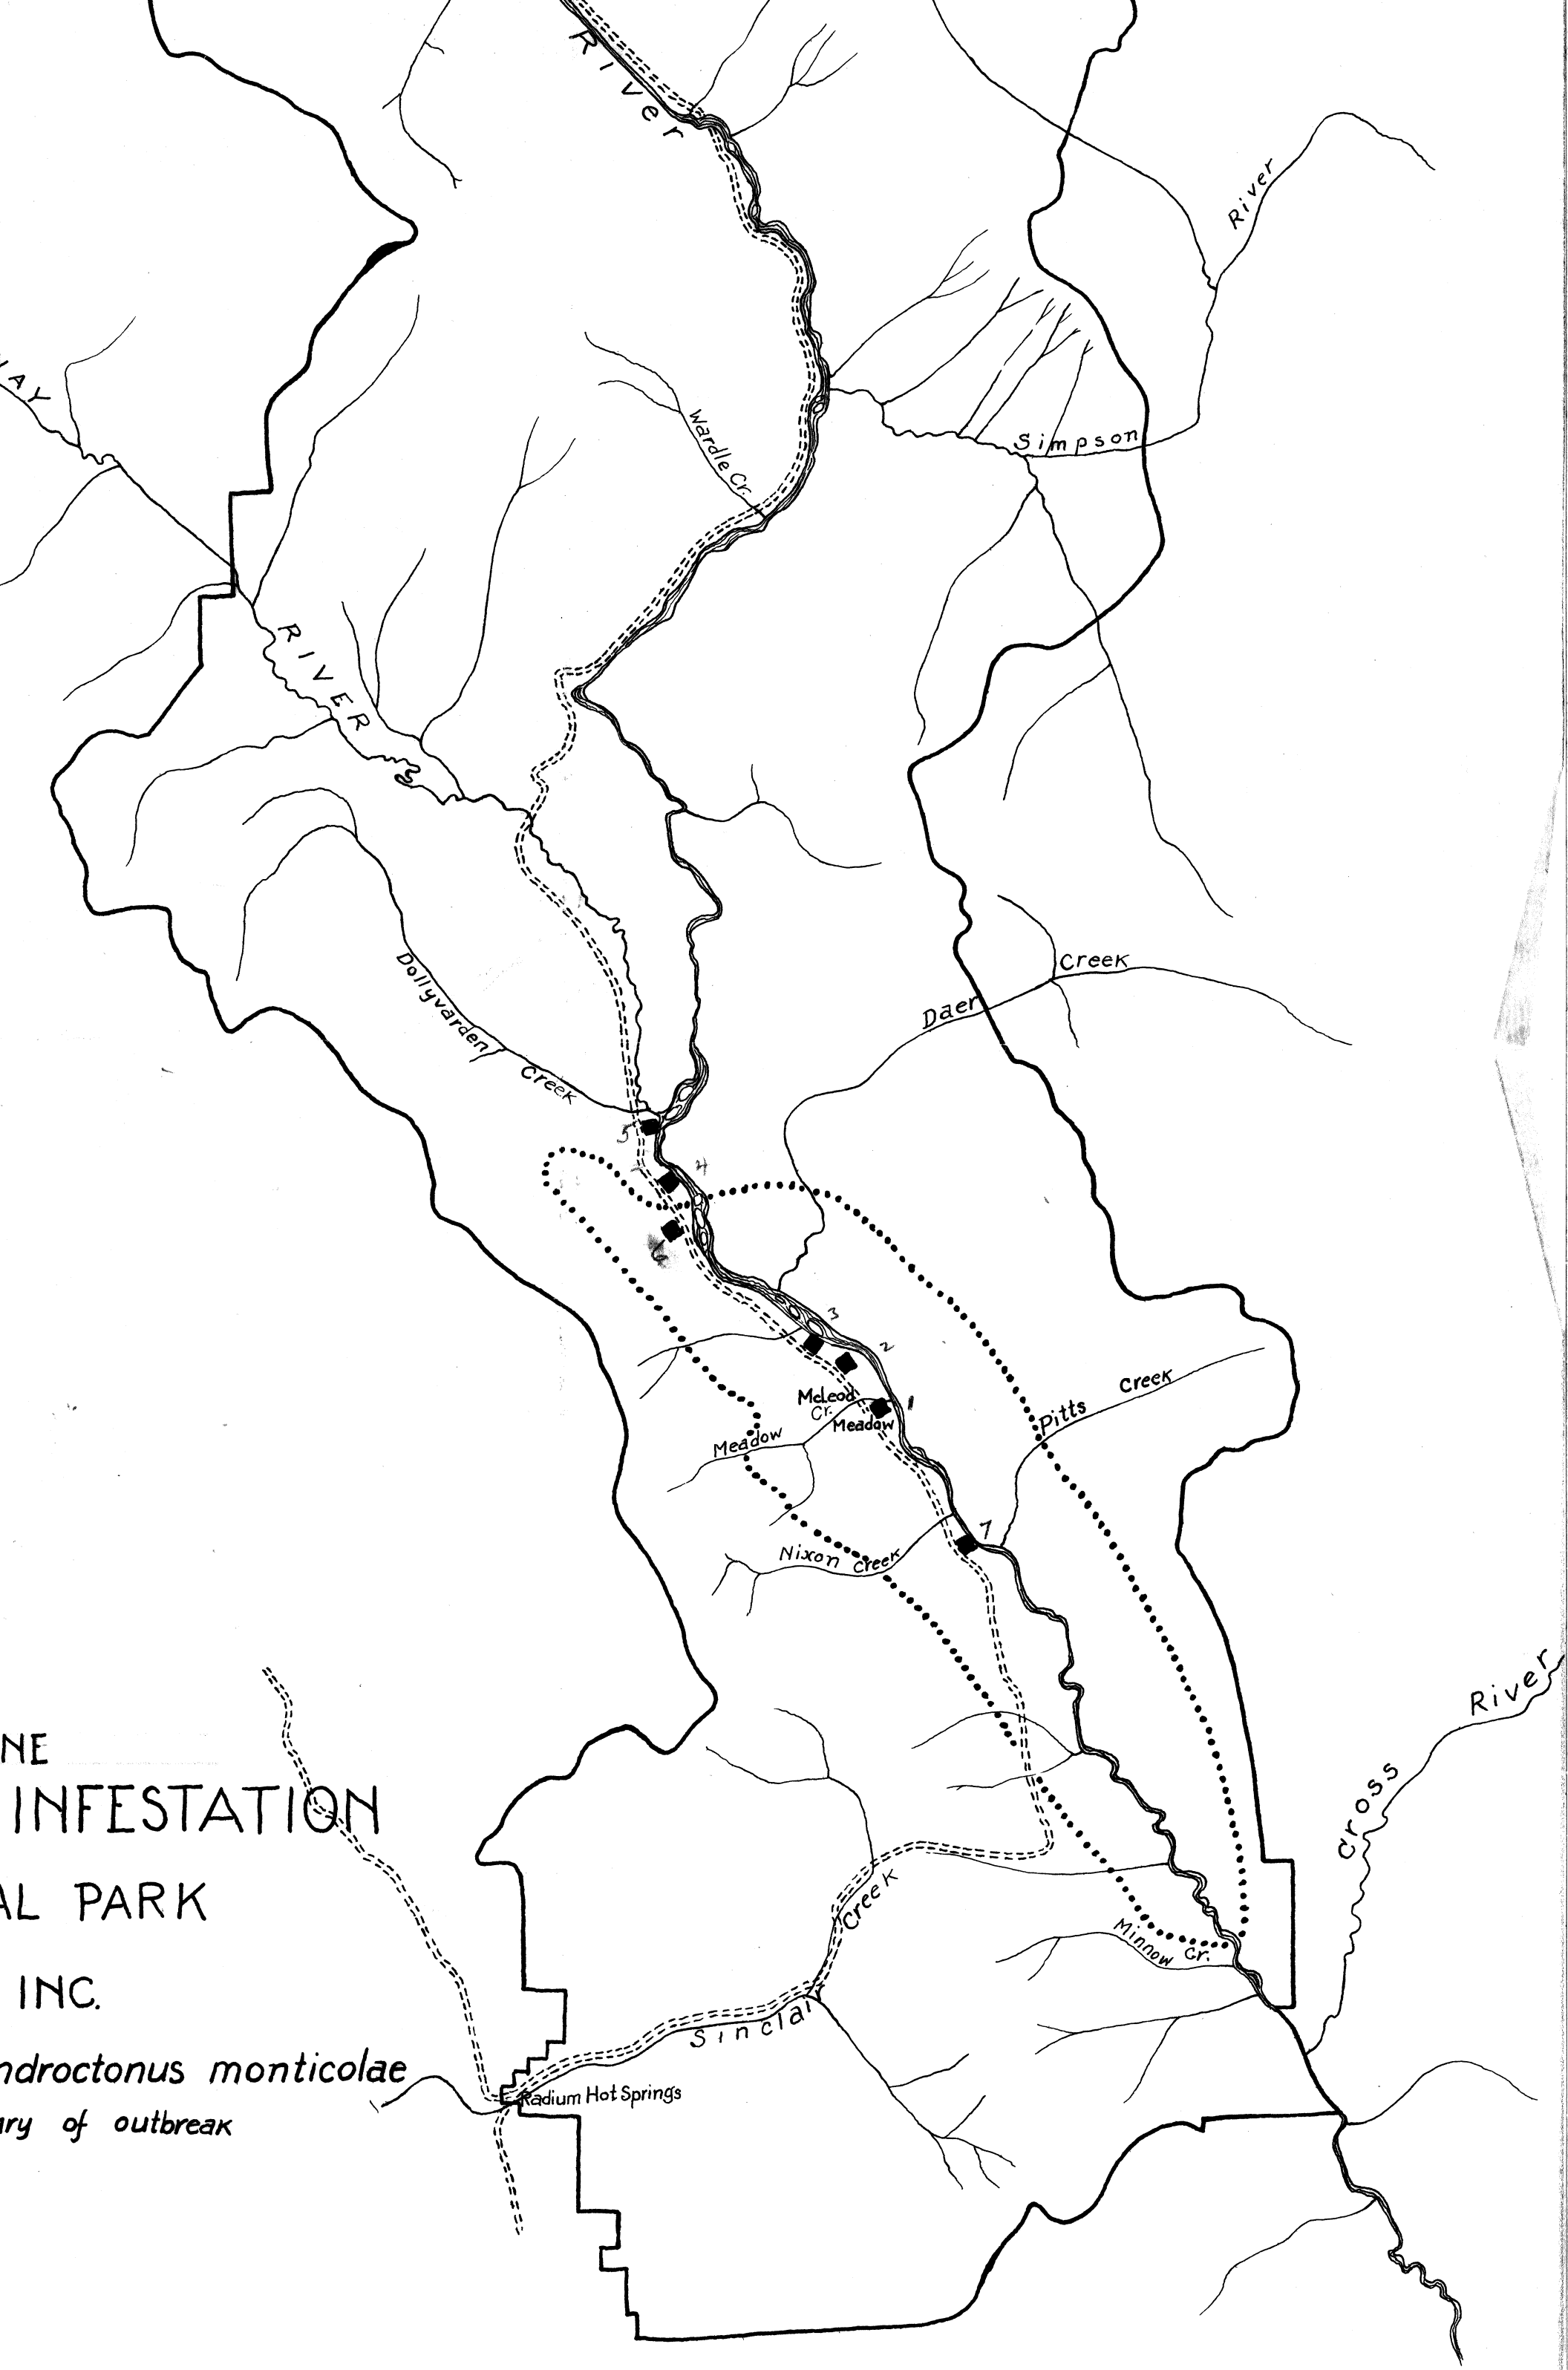 River
River
Wardle Cr.
Simpson
RIVER
Creek
Daer
Dollyvarden
Creek
5
4
6
3
2
McLeod
Cr.
1
Meadow
Meadow
Pitts Creek
7
Nixon Creek
River
Cross
NE
INFESTATION
AL PARK
INC.
ndroctonus monticolae
ry of outbreak
Creek
Minnow Cr.
Sinclair
Radium Hot Springs